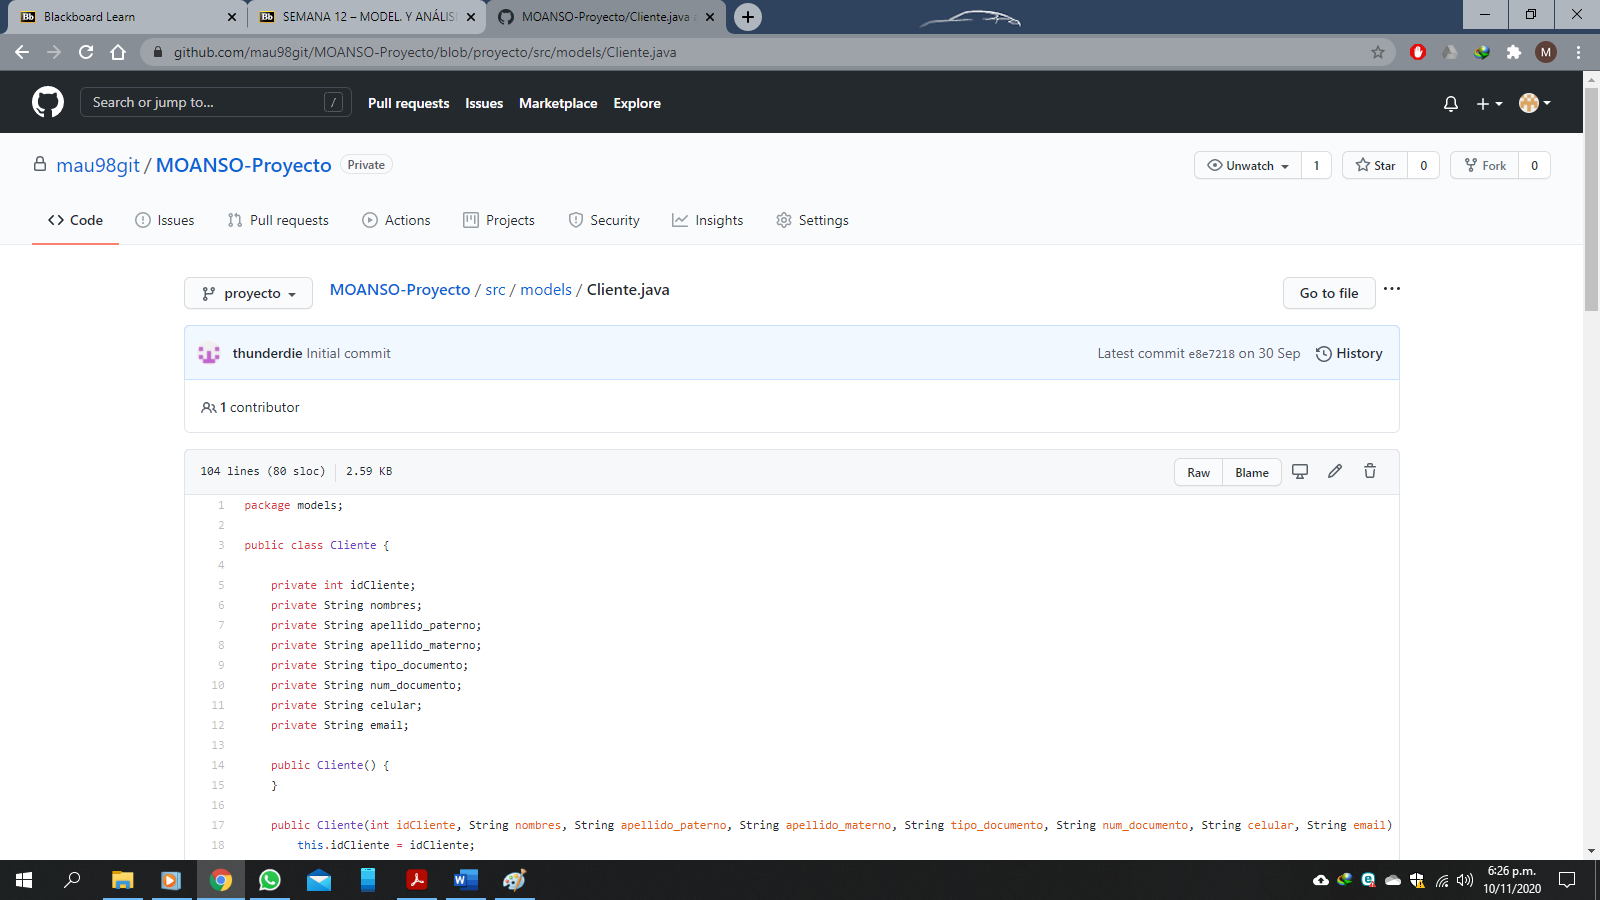 Blackboard Learn
SEMANA 12 – MODEL. Y ANÁLIS
MOANSO-Proyecto/Cliente.java
github.com/mau98git/MOANSO-Proyecto/blob/proyecto/src/models/Cliente.java
M
Search or jump to...
/
Pull requests
Issues
Marketplace
Explore
mau98git / MOANSO-Proyecto
Private
Unwatch
1
Star
0
Fork
0
Code
Issues
Pull requests
Actions
Projects
Security
Insights
Settings
proyecto
MOANSO-Proyecto / src / models / Cliente.java
Go to file
thunderdie Initial commit
Latest commit e8e7218 on 30 Sep
History
1 contributor
104 lines (80 sloc)
2.59 KB
Raw
Blame
1 package models;
2
3 public class Cliente {
4
5 private int idCliente;
6 private String nombres;
7 private String apellido_paterno;
8 private String apellido_materno;
9 private String tipo_documento;
10 private String num_documento;
11 private String celular;
12 private String email;
13
14 public Cliente() {
15 }
16
17 public Cliente(int idCliente, String nombres, String apellido_paterno, String apellido_materno, String tipo_documento, String num_documento, String celular, String email)
18 this.idCliente = idCliente;
6:26 p.m.
10/11/2020